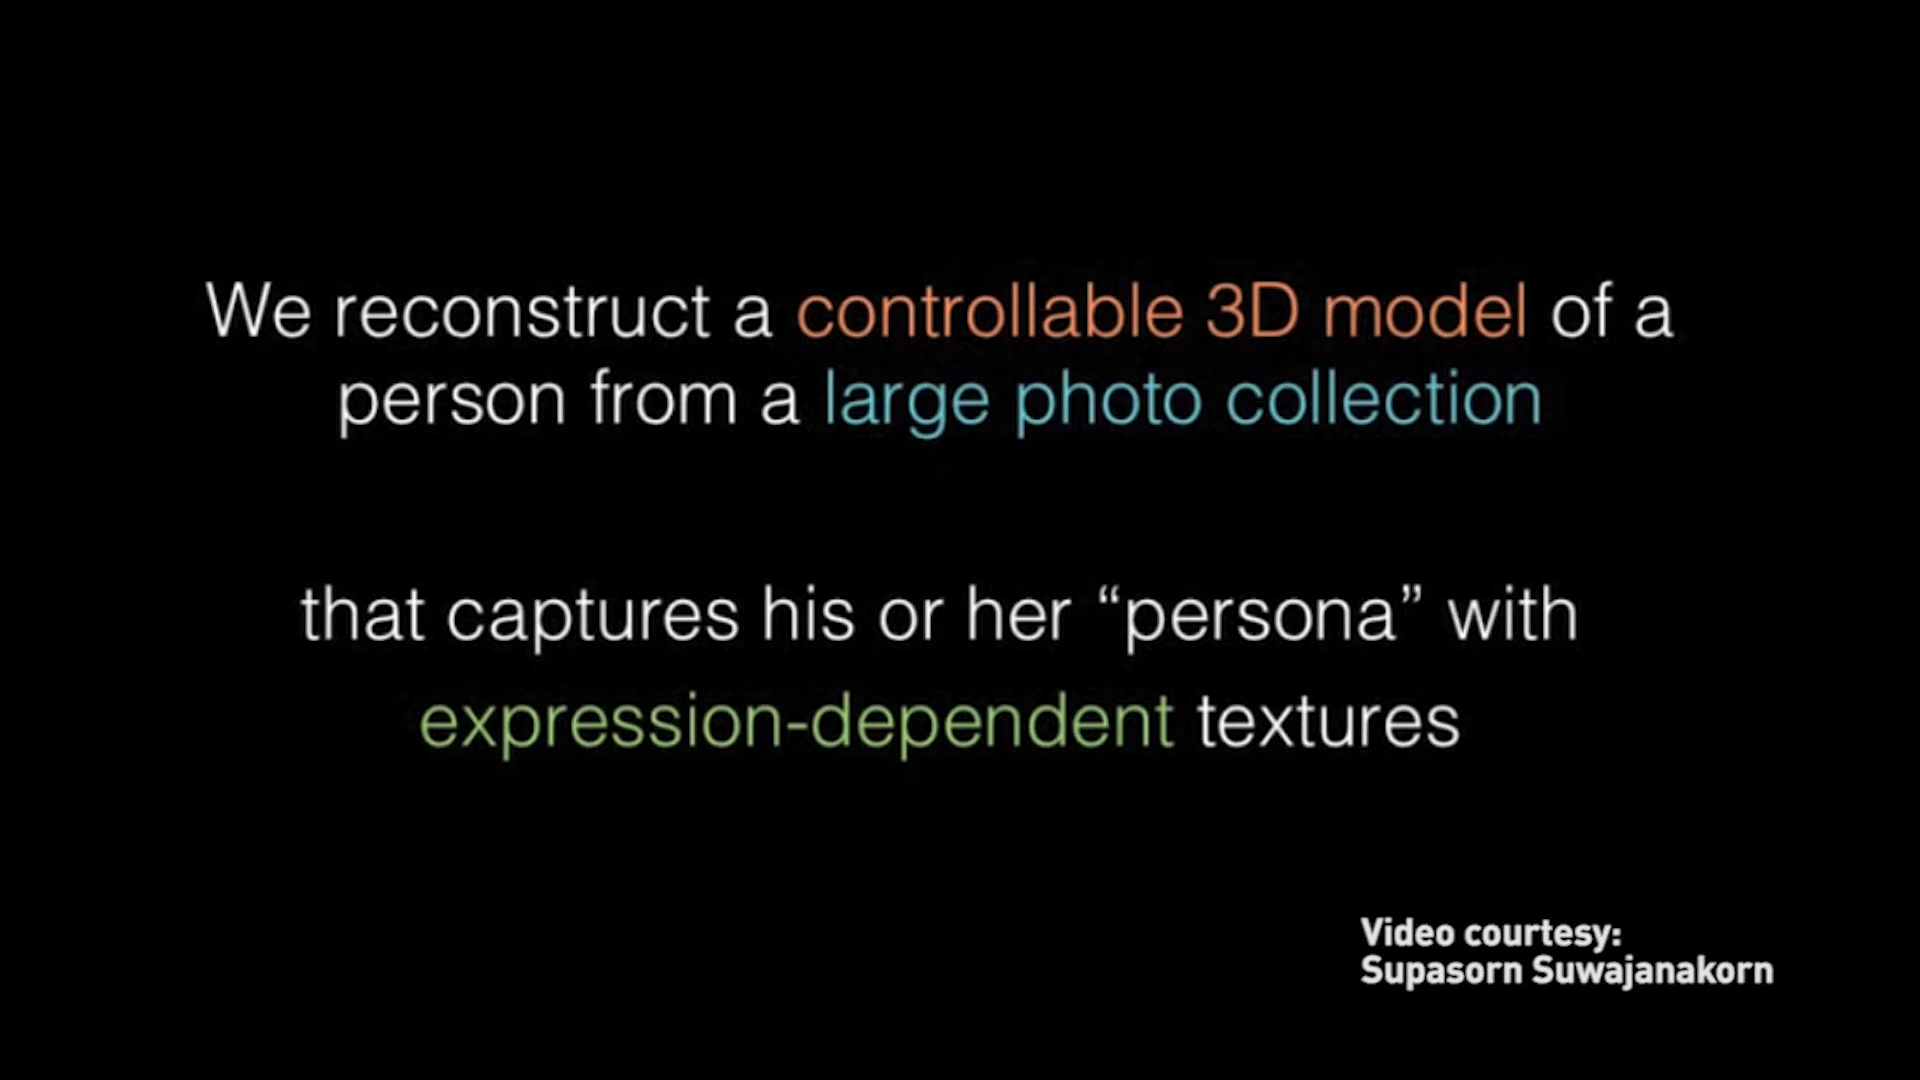 We reconstruct a controllable 3D model of a
person from a large photo collection
that captures his or her “persona” with
expression-dependent textures
Video courtesy:
Supasorn Suwajanakorn